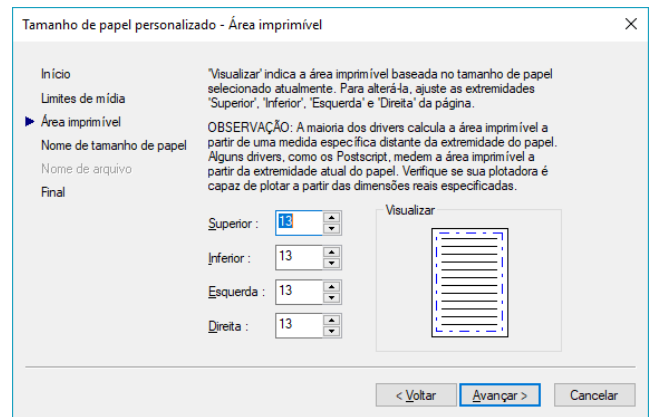 Tamanho de papel personalizado - Área imprimível
Início
Limites de mídia
Área imprimível
Nome de tamanho de papel
Nome de arquivo
Final
'Visualizar' indica a área imprimível baseada no tamanho de papel
selecionado atualmente. Para alterá-la, ajuste as extremidades
'Superior', 'Inferior', 'Esquerda' e 'Direita' da página.
OBSERVAÇÃO: A maioria dos drivers calcula a área imprimível a
partir de uma medida específica distante da extremidade do papel.
Alguns drivers, como os Postscript, medem a área imprimível a
partir da extremidade atual do papel. Verifique se sua plotadora é
capaz de plotar a partir das dimensões reais especificadas.
Superior : 13
Inferior : 13
Esquerda : 13
Direita : 13
Visualizar
< Voltar Avançar > Cancelar